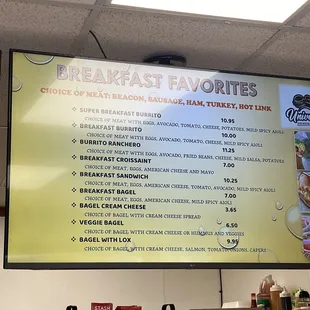 BREAKFAST FAVORITES
CHOICE OF MEAT: BEACON, SAUSAGE, HAM, TURKEY, HOT LINK
SUPER BREAKFAST BURRITO 10.95
CHOICE OF MEAT WITH EGGS, AVOCADO, TOMATO, CHEESE, POTATOES, MILD SPICY AIOLI
BREAKFAST BURRITO 10.00
CHOICE OF MEAT WITH EGGS, AVOCADO, TOMATO, CHEESE, MILD SPICY AIOLI
BURRITO RANCHERO 11.25
CHOICE OF MEAT WITH EGGS, AVOCADO, FRIED BEANS, CHEESE, MILD SALSA, POTATOES
BREAKFAST CROISSAINT 7.00
CHOICE OF MEAT, EGGS, AMERICAN CHEESE AND MAYO
BREAKFAST SANDWICH 10.25
CHOICE OF MEAT, EGGS, AMERICAN CHEESE, TOMATO, AVOCADO, MILD SPICY AIOLI
BREAKFAST BAGEL 7.00
CHOICE OF MEAT, EGGS, AMERICAN CHEESE, MILD SPICY AIOLI
BAGEL CREAM CHEESE 3.65
CHOICE OF BAGEL WITH CREAM CHEESE SPREAD
VEGGIE BAGEL 6.50
CHOICE OF BAGEL WITH CREAM CHEESE OR HUMMUS AND VEGGIES
BAGEL WITH LOX 9.95
CHOICE OF BAGEL WITH CREAM CHEESE, SALMON, TOMATO, ONIONS, CAPERS
STASH